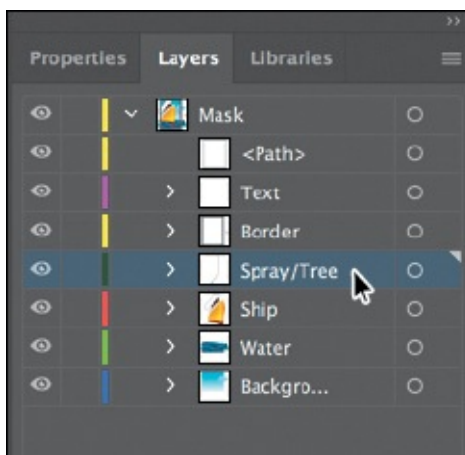 Properties Layers Libraries
Mask
<Path>
Text
Border
Spray/Tree
Ship
Water
Backgro...